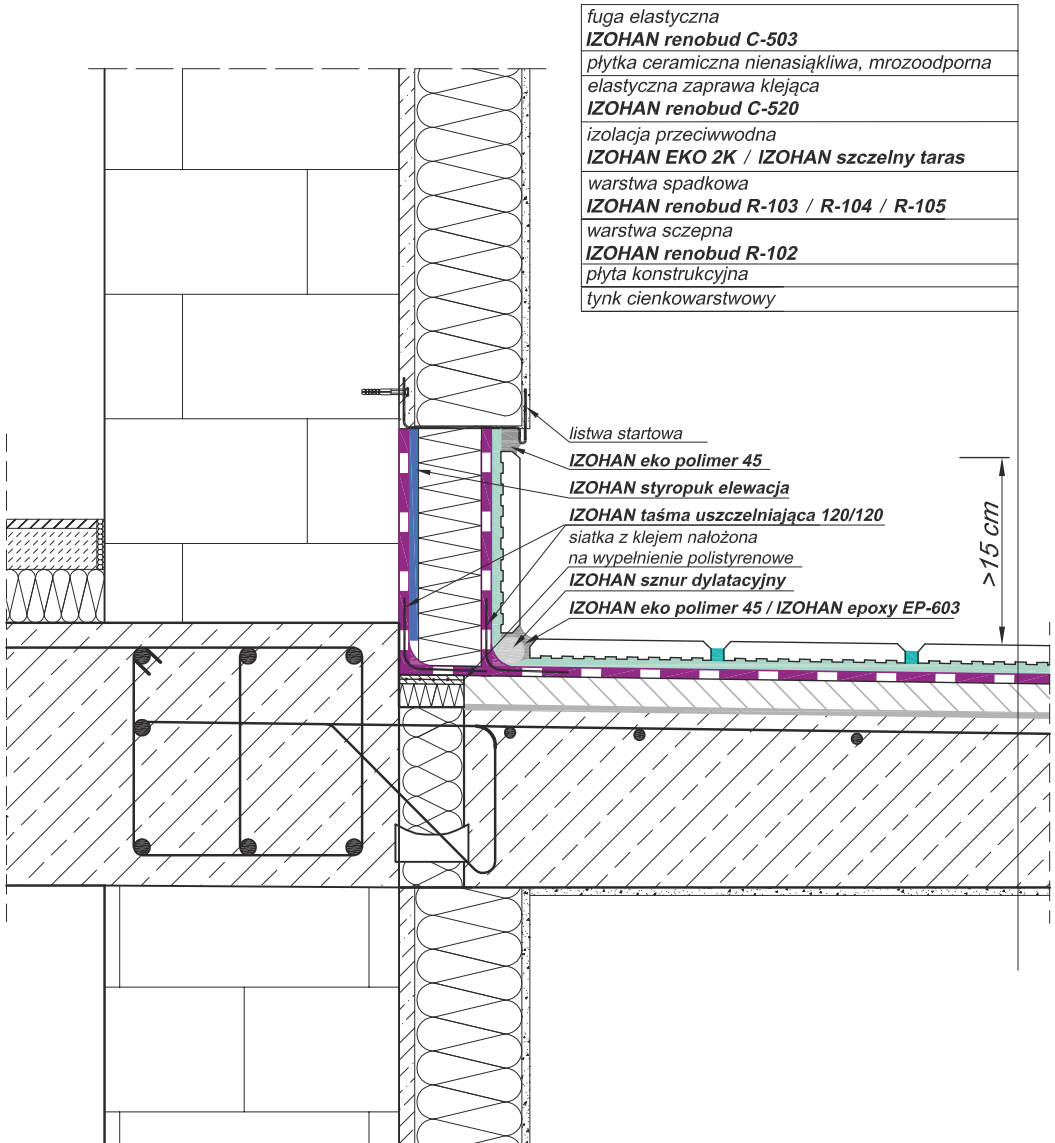 fuga elastyczna
IZOHAN renobud C-503
płytka ceramiczna nienasiąkliwa, mrozoodporna
elastyczna zaprawa klejąca
IZOHAN renobud C-520
izolacja przeciwwodna
IZOHAN EKO 2K / IZOHAN szczelny taras
warstwa spadkowa
IZOHAN renobud R-103 / R-104 / R-105
warstwa sczepna
IZOHAN renobud R-102
płyta konstrukcyjna
tynk cienkowarstwowy
listwa startowa
IZOHAN eko polimer 45
IZOHAN styropuk elewacja
IZOHAN taśma uszczelniająca 120/120
siatka z klejem nałożona
na wypełnienie polistyrenowe
IZOHAN sznur dylatacyjny
IZOHAN eko polimer 45 / IZOHAN epoxy EP-603
>15 cm